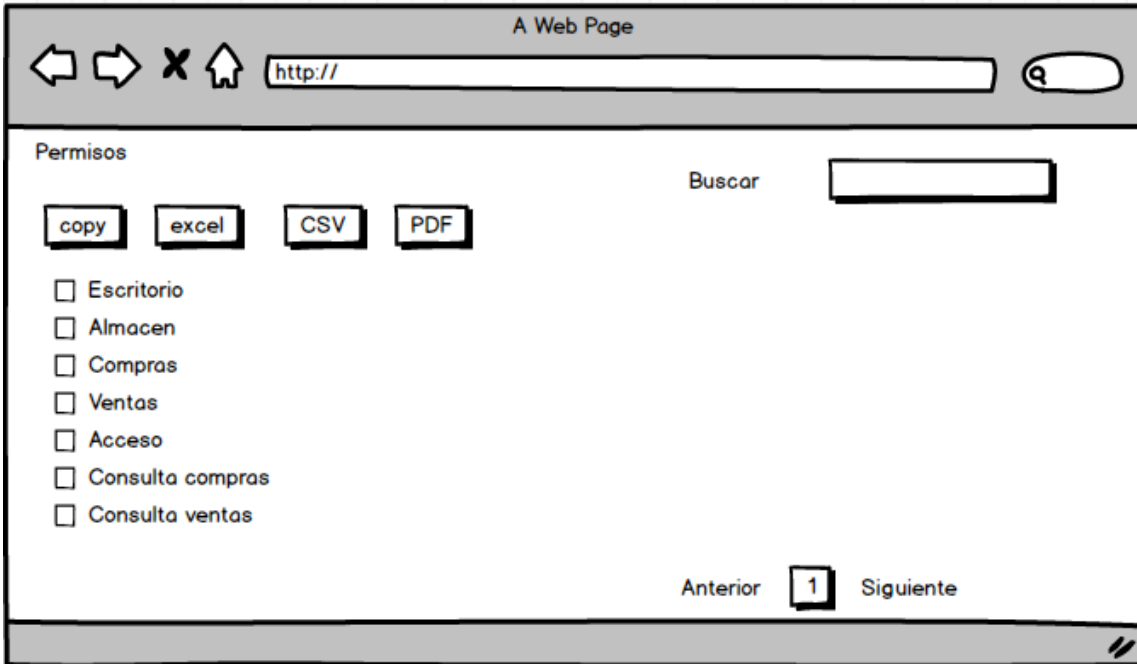 A Web Page
http://
Permisos
Buscar
copy excel CSV PDF
Escritorio
Almacen
Compras
Ventas
Acceso
Consulta compras
Consulta ventas
Anterior 1 Siguiente